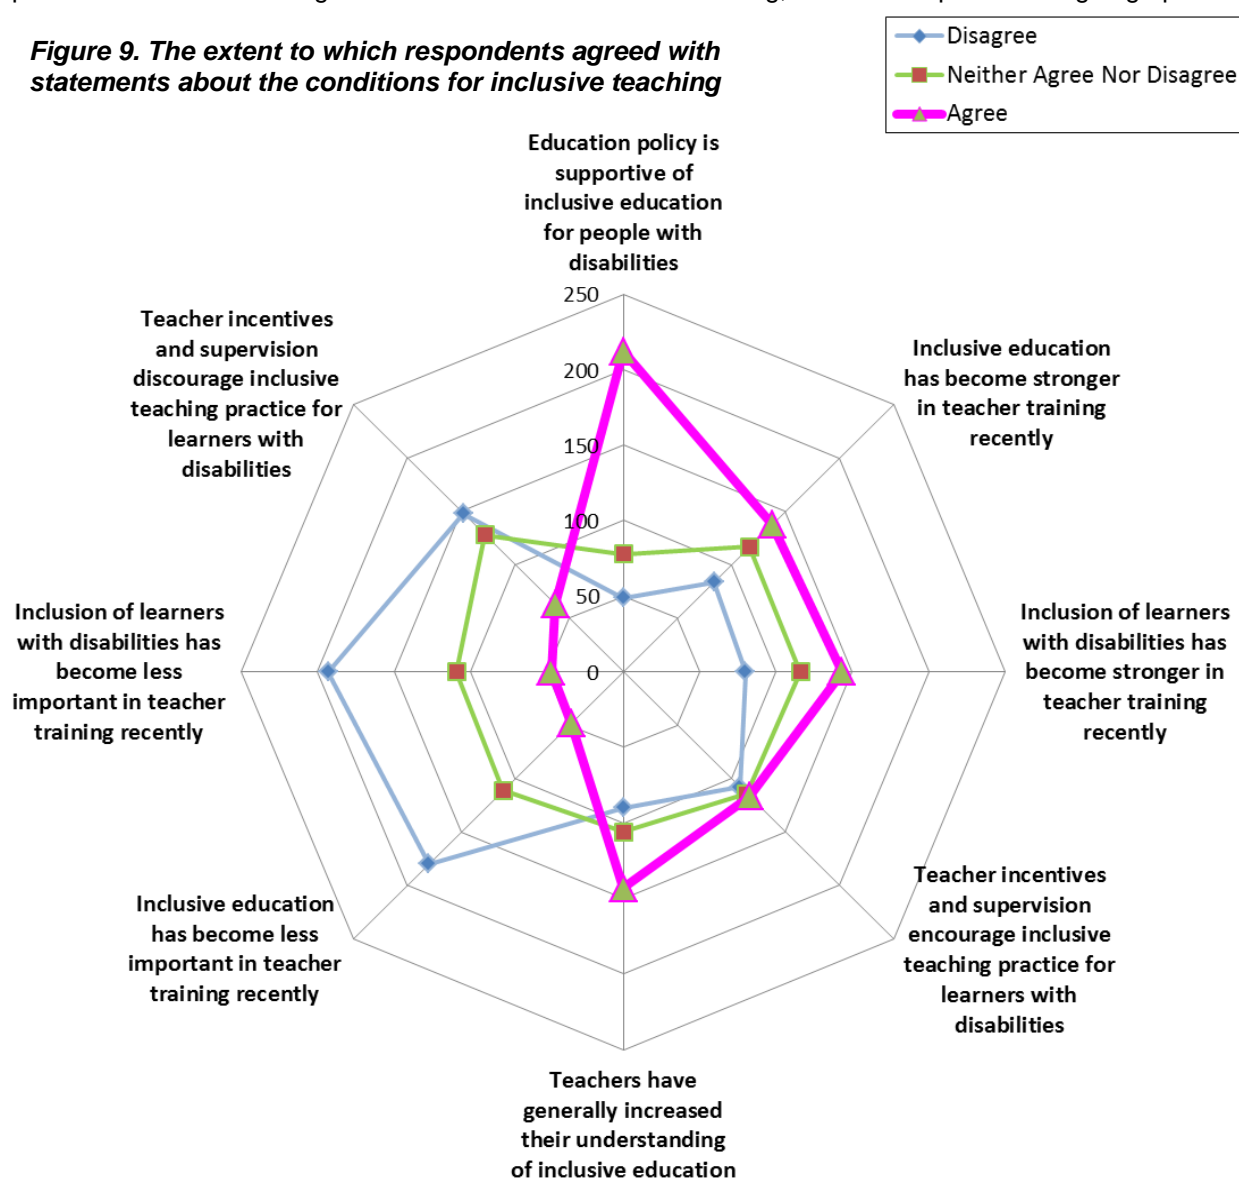 Figure 9. The extent to which respondents agreed with
statements about the conditions for inclusive teaching
Disagree
Neither Agree Nor Disagree
Agree
Education policy is
supportive of
inclusive education
for people with
disabilities
Inclusive education
has become stronger
in teacher training
recently
Inclusion of learners
with disabilities has
become stronger in
teacher training
recently
Teacher incentives
and supervision
encourage inclusive
teaching practice for
learners with
disabilities
Teachers have
generally increased
their understanding
of inclusive education
Inclusive education
has become less
important in teacher
training recently
Inclusion of learners
with disabilities has
become less
important in teacher
training recently
Teacher incentives
and supervision
discourage inclusive
teaching practice for
learners with
disabilities
250
200
150
100
50
0